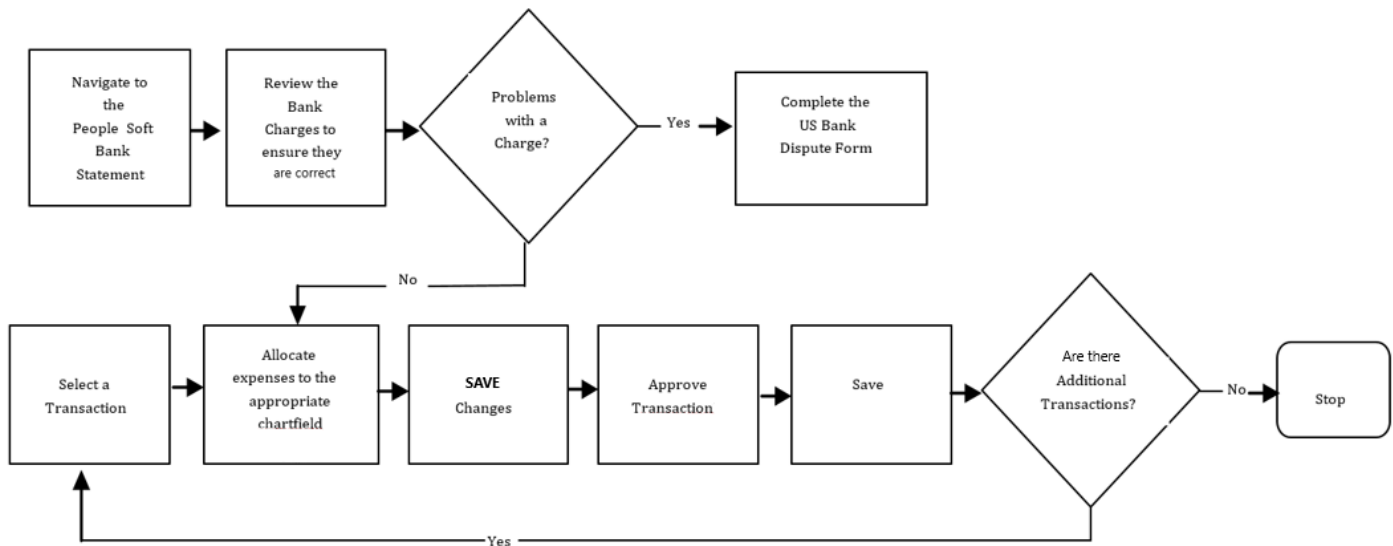 Navigate to
the
People Soft
Bank
Statement
Review the
Bank
Charges to
ensure they
are correct
Problems
with a
Charge?
Yes
Complete the
US Bank
Dispute Form
No
Select a
Transaction
Allocate
expenses to the
appropriate
chartfield
SAVE
Changes
Approve
Transaction
Save
Are there
Additional
Transactions?
No
Stop
Yes